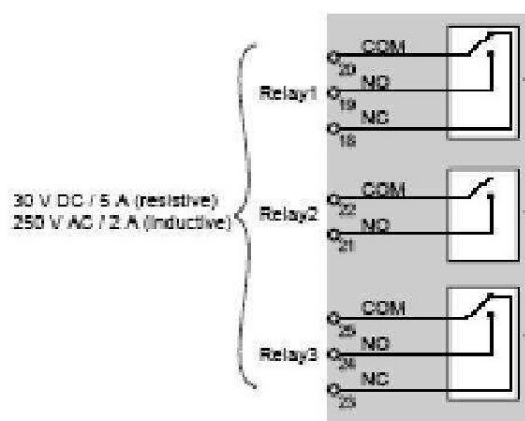 COM
20
Relay1
NO
19
NC
18
30 V DC / 5 A (resistive)
250 V AC / 2 A (inductive)
COM
22
Relay2
NO
21
COM
25
NO
Relay3
24
NC
23